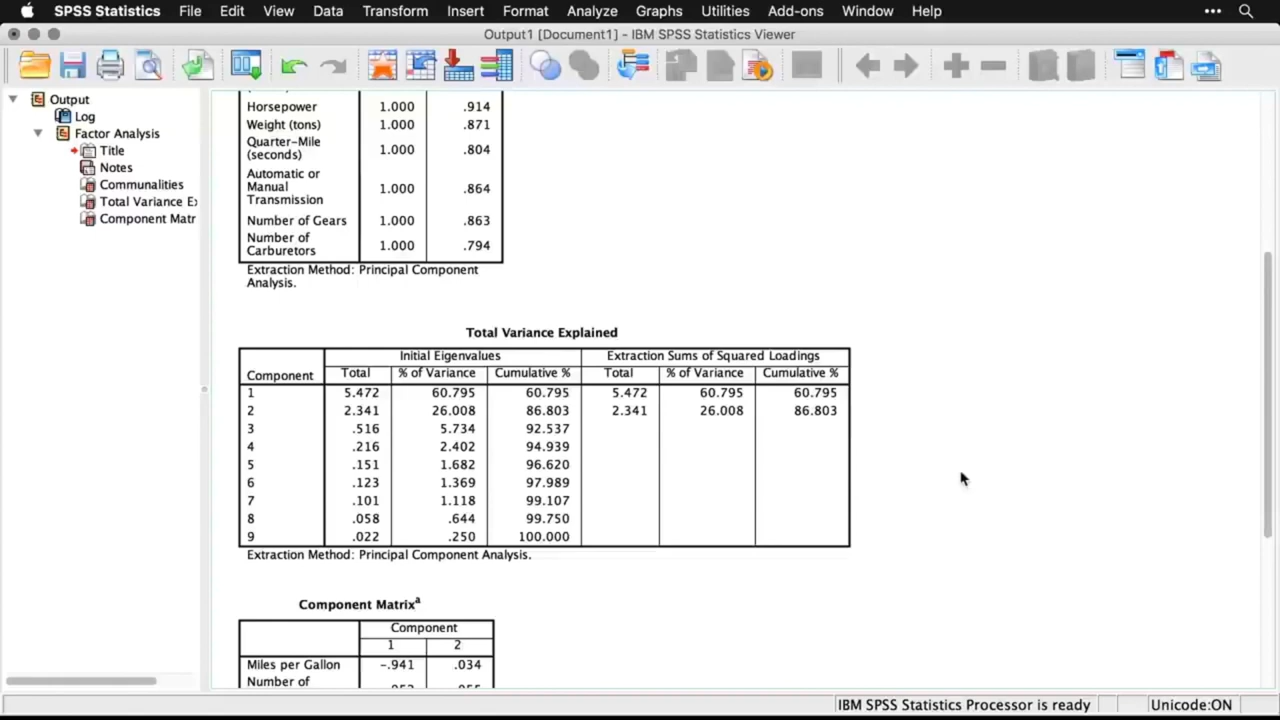 SPSS Statistics File Edit View Data Transform Insert Format Analyze Graphs Utilities Add-ons Window Help
Output1 [Document1] - IBM SPSS Statistics Viewer
Output
Log
Factor Analysis
Title
Notes
Communalities
Total Variance E
Component Matr
Horsepower 1.000 .914
Weight (tons) 1.000 .871
Quarter-Mile
(seconds) 1.000 .804
Automatic or
Manual
Transmission 1.000 .864
Number of Gears 1.000 .863
Number of
Carburetors 1.000 .794
Extraction Method: Principal Component
Analysis.
Total Variance Explained
Initial Eigenvalues Extraction Sums of Squared Loadings
Component Total % of Variance Cumulative % Total % of Variance Cumulative %
1 5.472 60.795 60.795 5.472 60.795 60.795
2 2.341 26.008 86.803 2.341 26.008 86.803
3 .516 5.734 92.537
4 .216 2.402 94.939
5 .151 1.682 96.620
6 .123 1.369 97.989
7 .101 1.118 99.107
8 .058 .644 99.750
9 .022 .250 100.000
Extraction Method: Principal Component Analysis.
Component Matrixª
Component
1 2
Miles per Gallon -.941 .034
Number of
IBM SPSS Statistics Processor is ready Unicode:ON